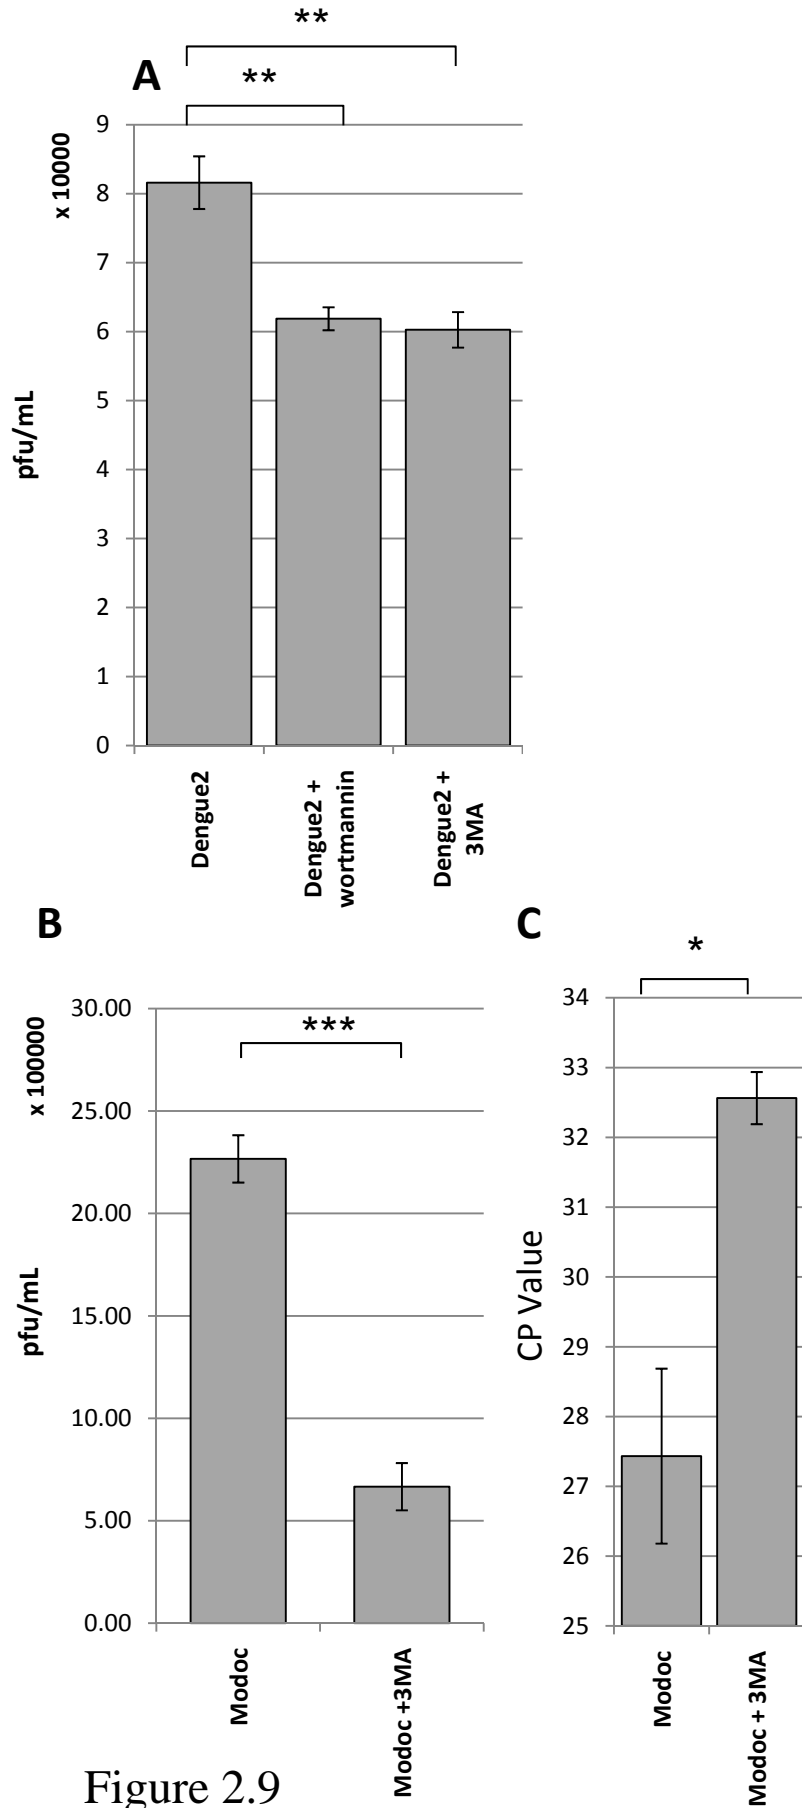 **
A
**
x 10000
pfu/mL
9
8
7
6
5
4
3
2
1
0
Dengue2
Dengue2 +
wortmannin
Dengue2 +
3MA
B
x 100000
pfu/mL
***
30.00
25.00
20.00
15.00
10.00
5.00
0.00
Modoc
Modoc +3MA
C
*
CP Value
34
33
32
31
30
29
28
27
26
25
Modoc
Modoc + 3MA
Figure 2.9